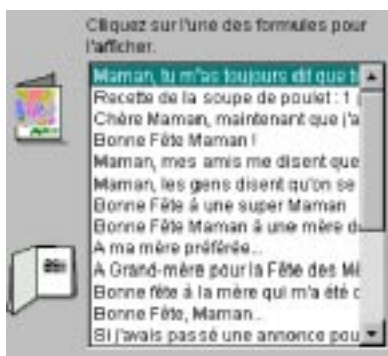 Cliquez sur l'une des formules pour
l'afficher.
Maman, tu m'as toujours dit que
Recette de la soupe de poulet : 1
Chère Maman, maintenant que j'a
Bonne Fête Maman !
Maman, mes amis me disent que
Maman, les gens disent qu'on se
Bonne Fête à une super Maman
Bonne Fête Maman à une mère d
A ma mère préférée...
A Grand-mère pour la Fête des Mè
Bonne fête à la mère qui m'a été
Bonne Fête, Maman...
Si j'avais passé une annonce pou